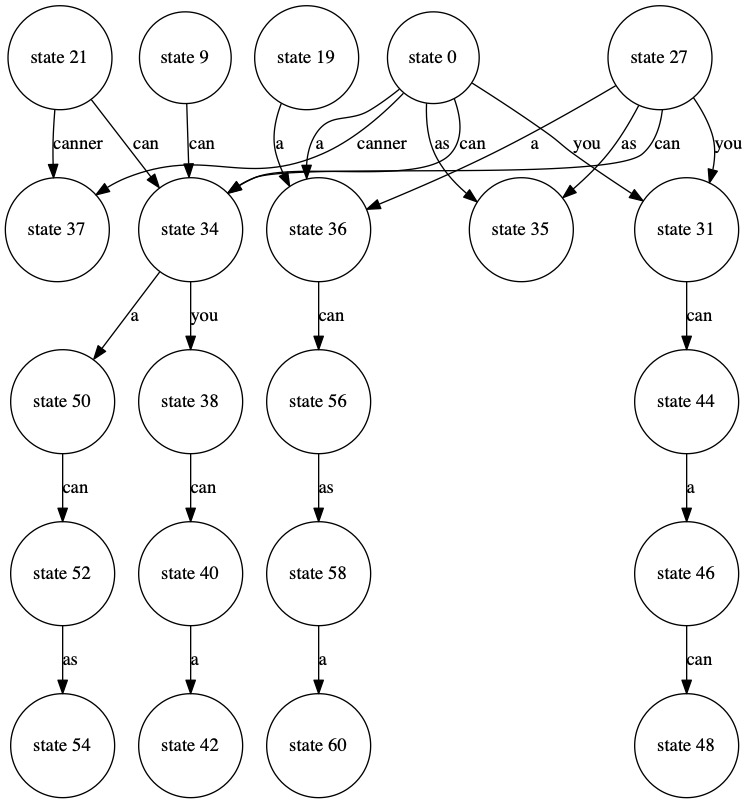 state 21 state 9 state 19 state 0 state 27
canner can can a a canner as can a you as can you
state 37 state 34 state 36 state 35 state 31
a you can can
state 50 state 38 state 56 state 44
can can as a
state 52 state 40 state 58 state 46
as a a can
state 54 state 42 state 60 state 48